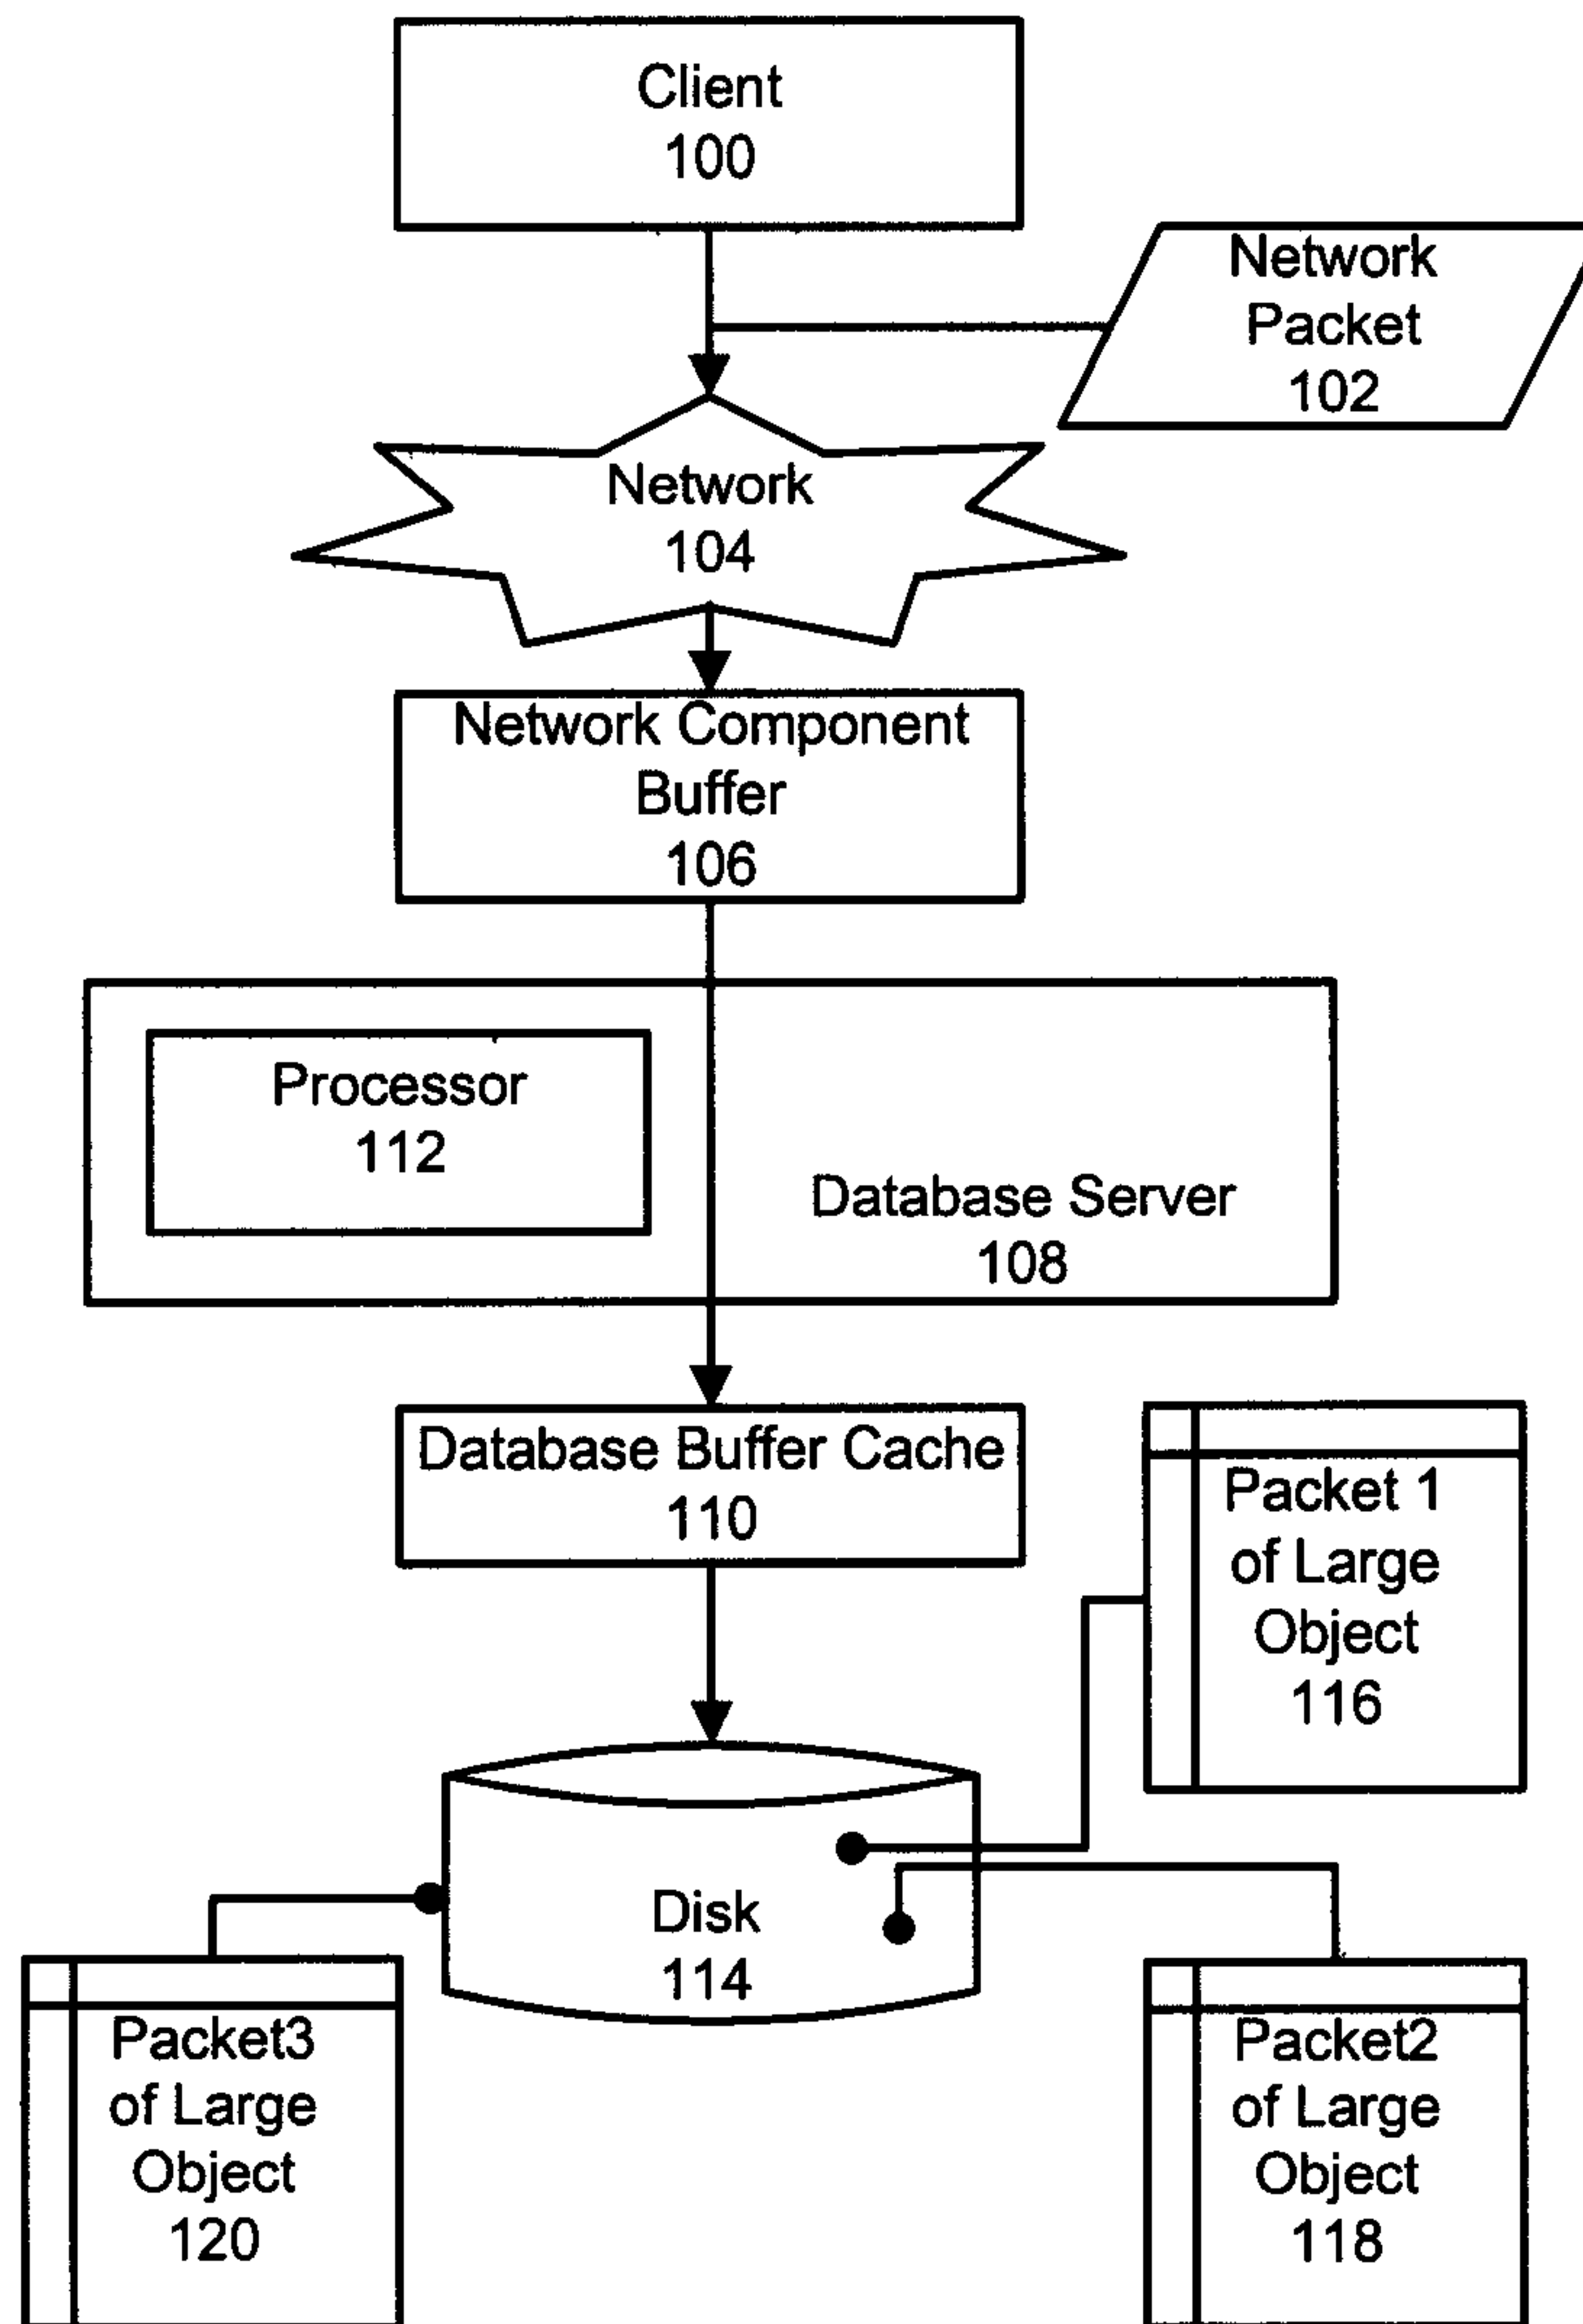 Client
100
Network
Packet
102
Network
104
Network Component
Buffer
106
Processor
112
Database Server
108
Database Buffer Cache
110
Packet 1
of Large
Object
116
Disk
114
Packet3
of Large
Object
120
Packet2
of Large
Object
118